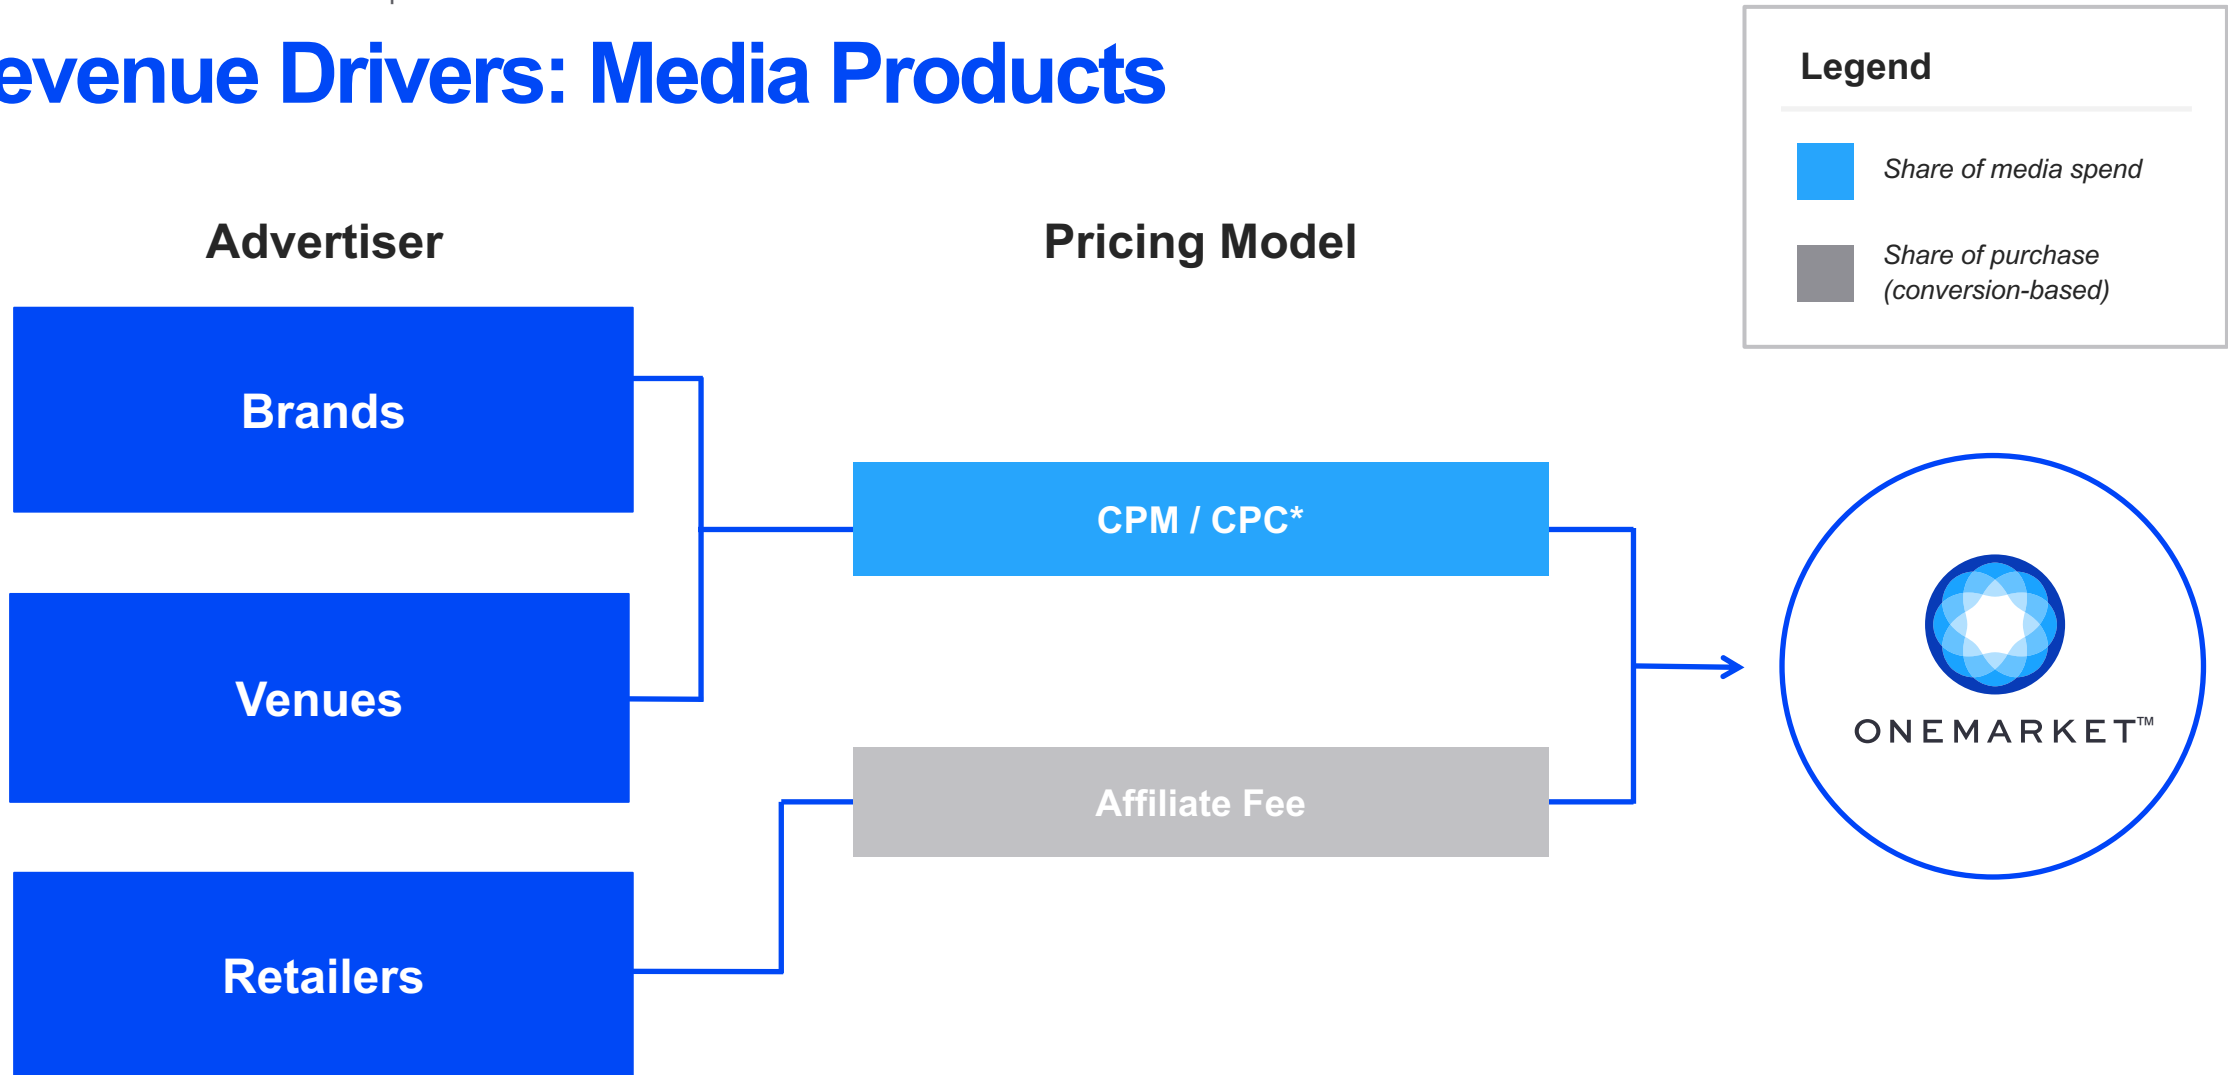 evenue Drivers: Media Products
Legend
Share of media spend
Share of purchase
(conversion-based)
Advertiser
Pricing Model
Brands
CPM / CPC*
Venues
Affiliate Fee
Retailers
ONEMARKET™